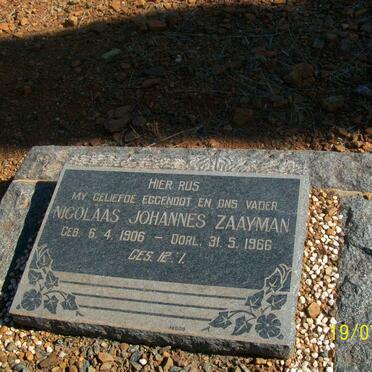 HIER RUS
MY GELIEFDE EGGENOOT EN ONS VADER
NICOLAAS JOHANNES ZAAYMAN
GEB. 6. 4. 1906 — OORL. 31. 5. 1966
GES. 12. 1.
19/0